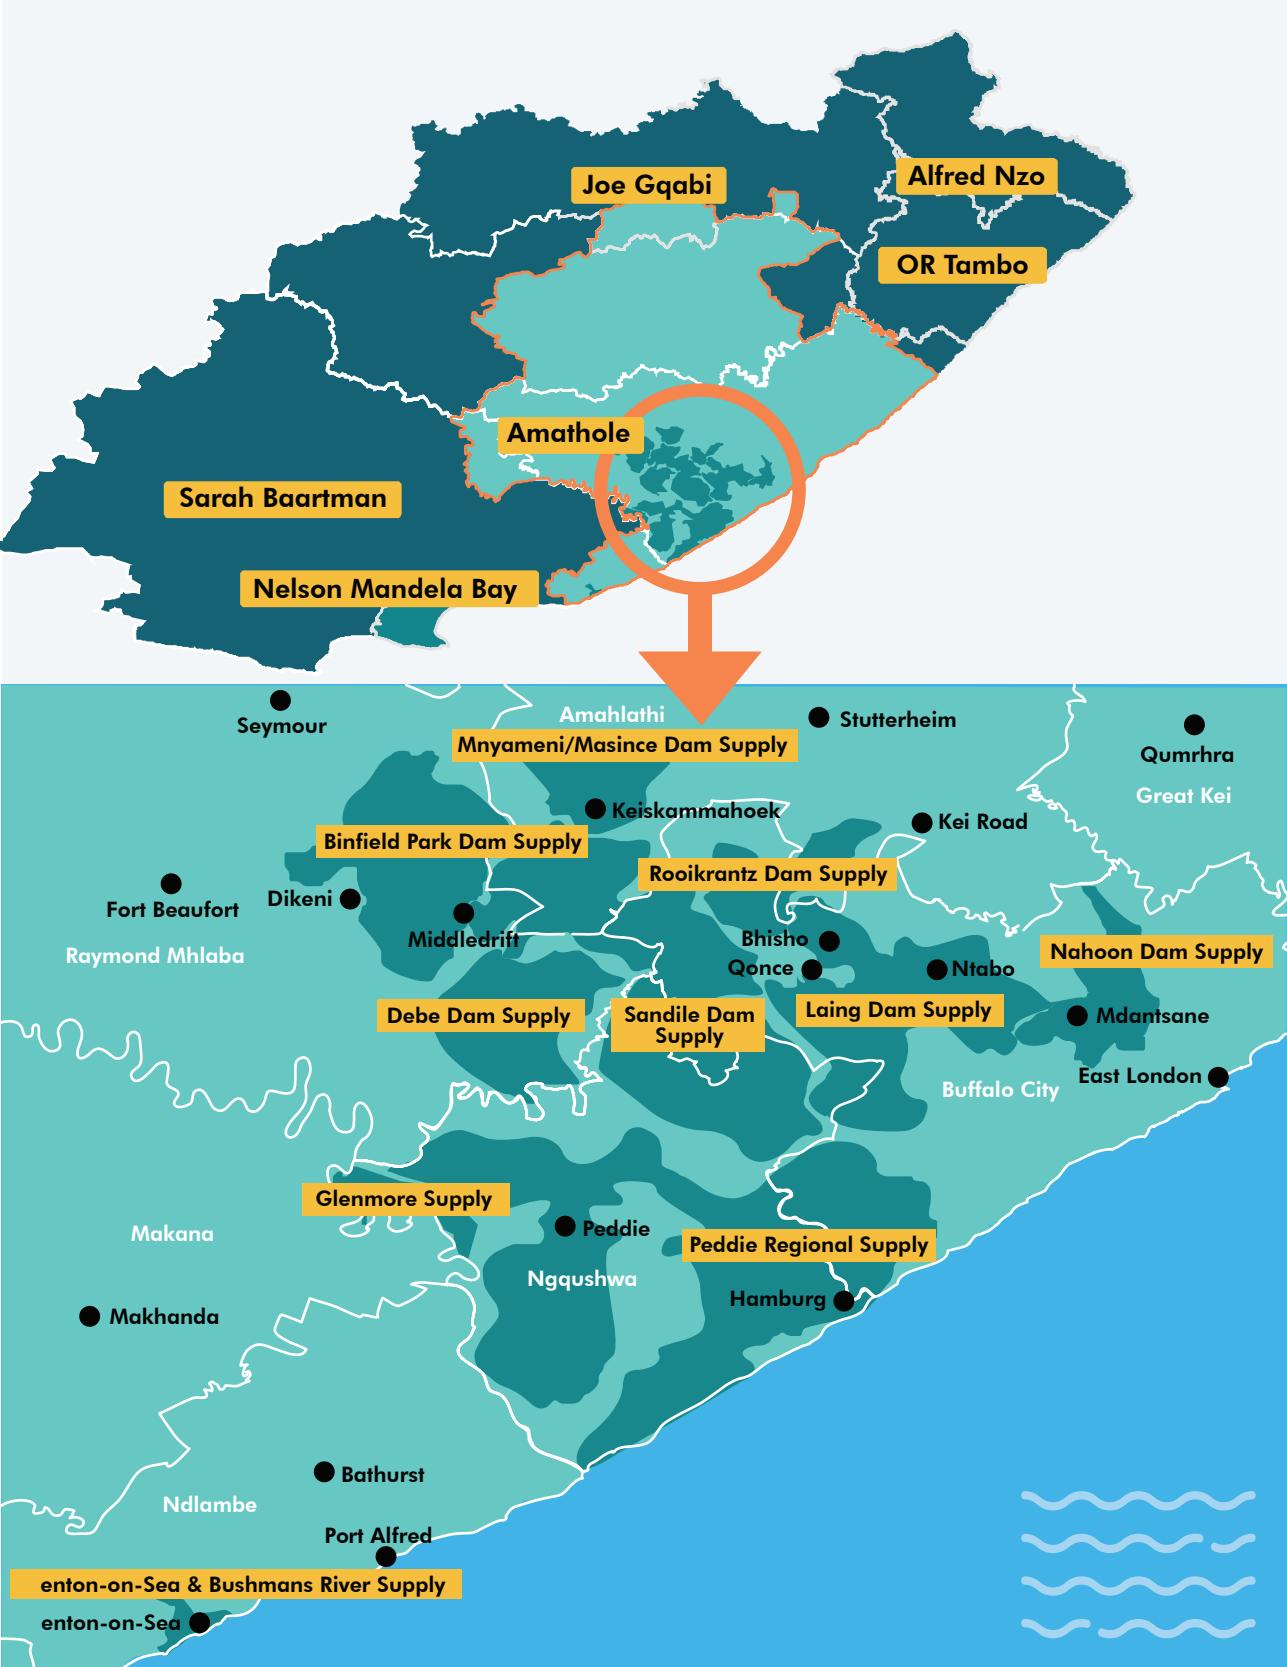 Joe Gqabi
Alfred Nzo
OR Tambo
Amathole
Sarah Baartman
Nelson Mandela Bay
Seymour
Amahlathi
Stutterheim
Mnyameni/Masince Dam Supply
Qumrhra
Great Kei
Keiskammahoek
Kei Road
Binfield Park Dam Supply
Rooikrantz Dam Supply
Fort Beaufort
Dikeni
Middledrift
Raymond Mhlaba
Bhisho
Qonce
Ntabo
Nahoon Dam Supply
Debe Dam Supply
Sandile Dam
Supply
Laing Dam Supply
Mdantsane
East London
Buffalo City
Glenmore Supply
Makana
Peddie
Peddie Regional Supply
Ngqushwa
Hamburg
Makhanda
Bathurst
Ndlambe
Port Alfred
enton-on-Sea & Bushmans River Supply
enton-on-Sea